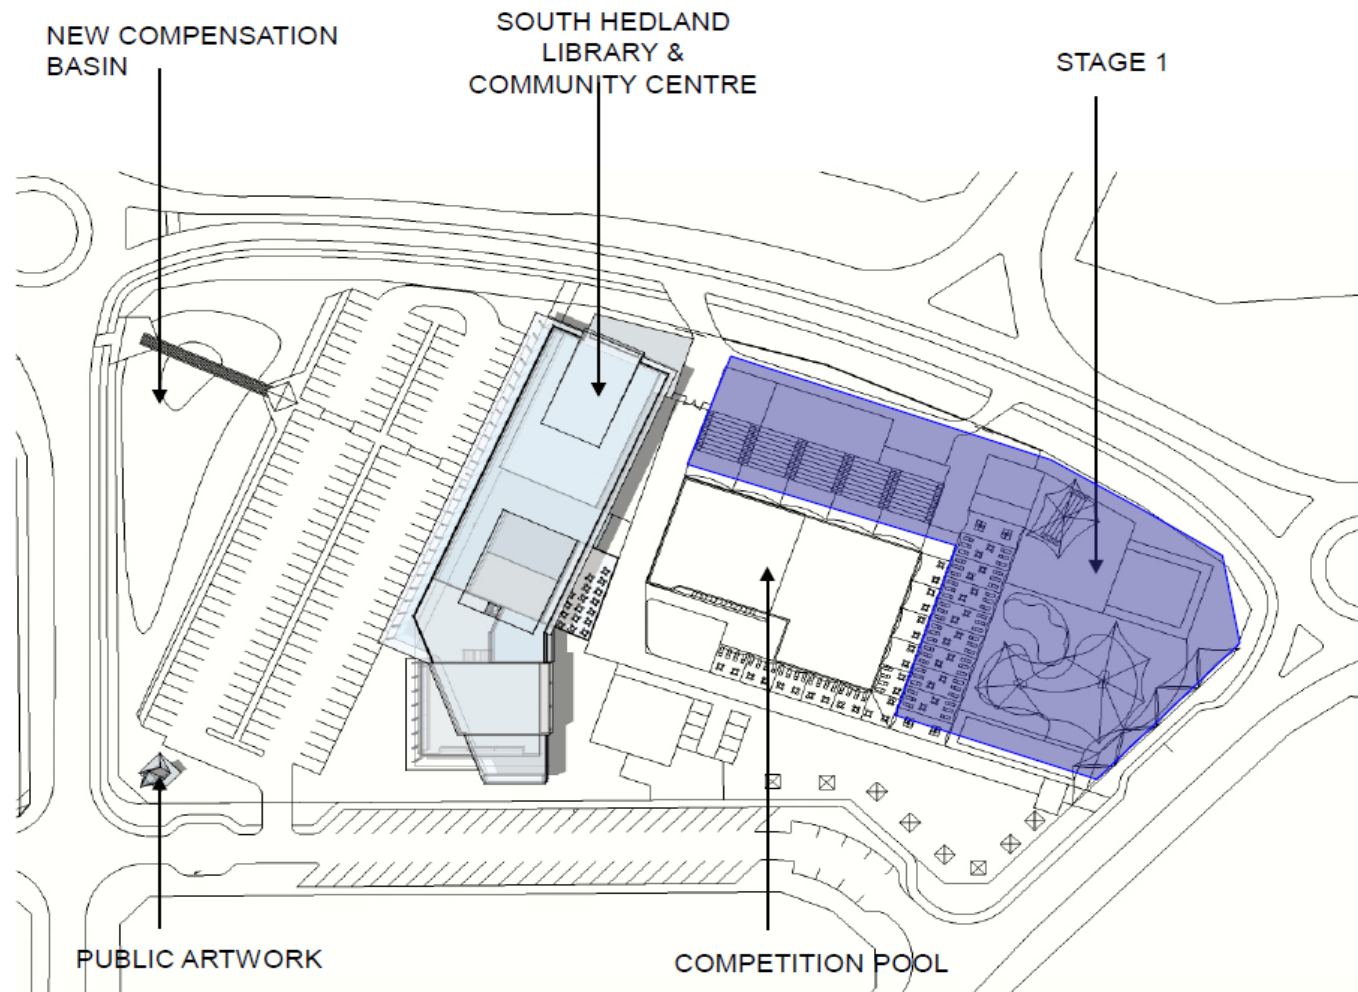 NEW COMPENSATION
BASIN
SOUTH HEDLAND
LIBRARY &
COMMUNITY CENTRE
STAGE 1
PUBLIC ARTWORK
COMPETITION POOL